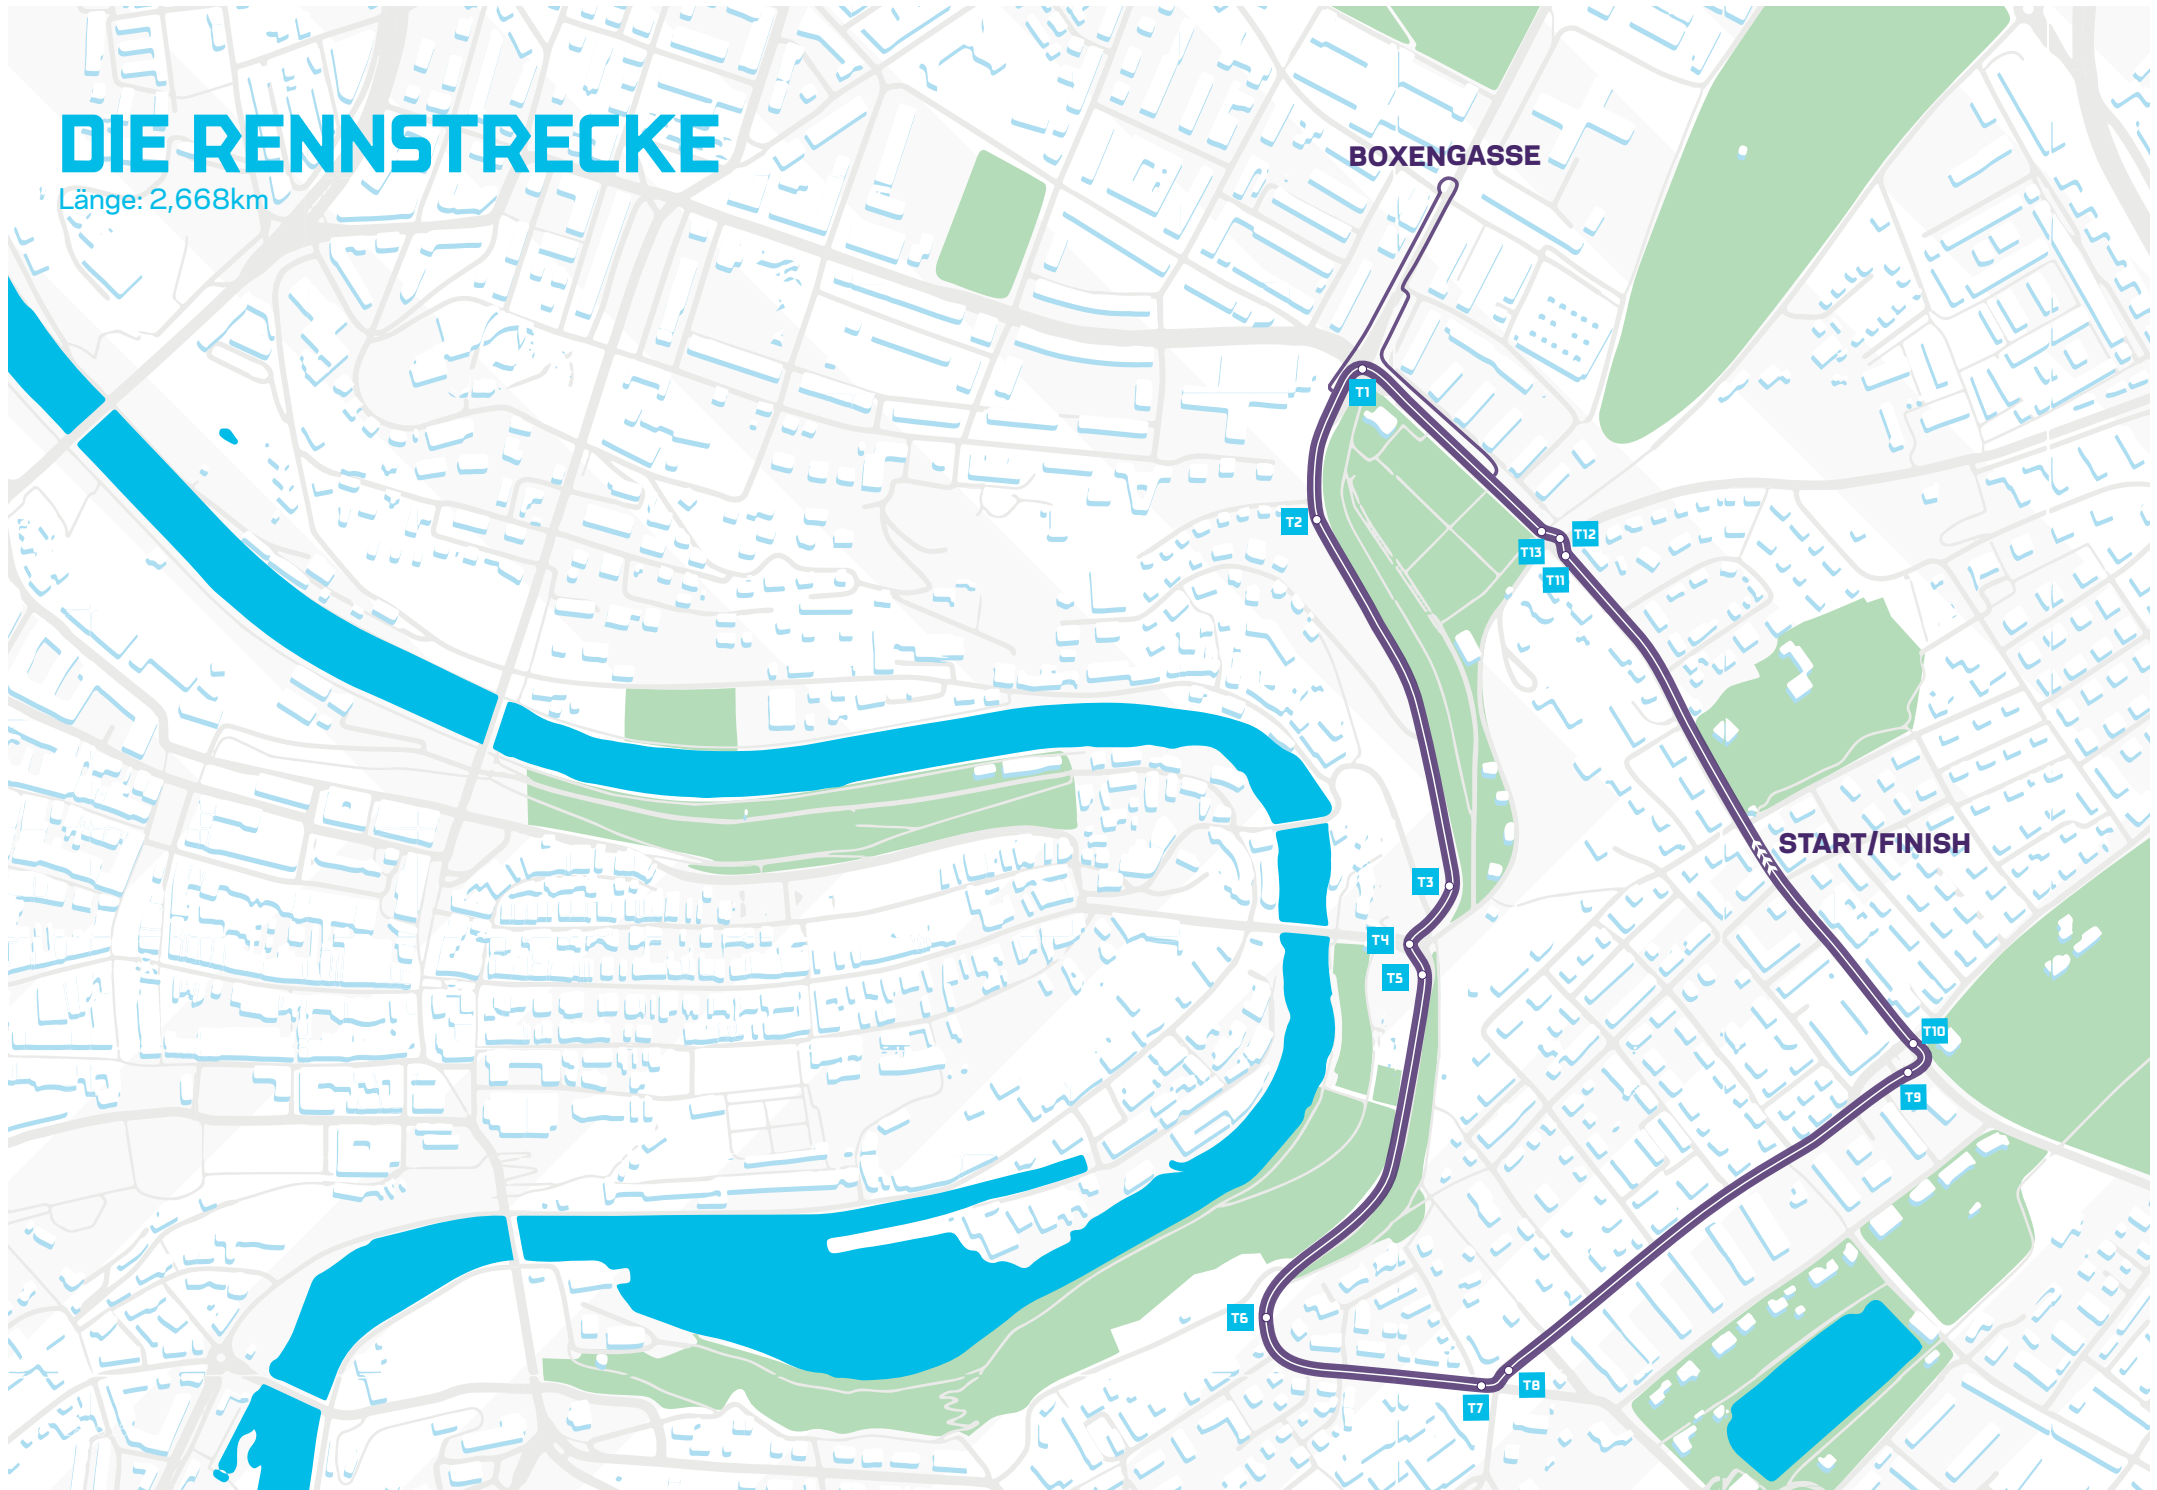 DIE RENNSTRECKE
Länge: 2,668km
BOXENGASSE
T1
T2
T12
T13
T11
START/FINISH
T3
T4
T5
T10
T9
T6
T8
T7